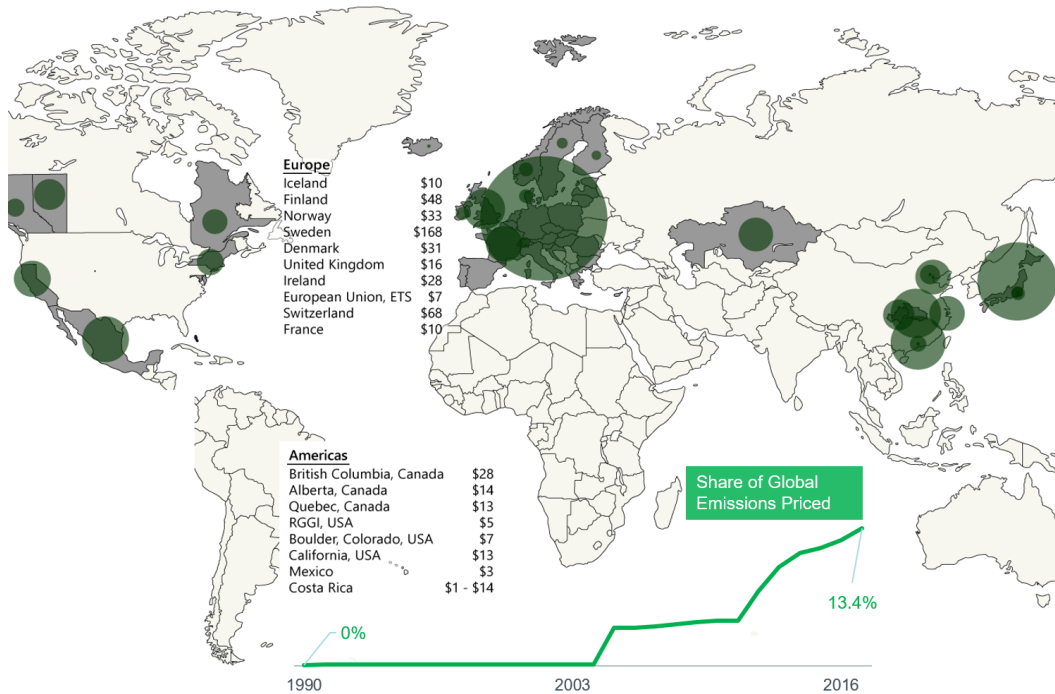 Europe
Iceland $10
Finland $48
Norway $33
Sweden $168
Denmark $31
United Kingdom $16
Ireland $28
European Union, ETS $7
Switzerland $68
France $10
Americas
British Columbia, Canada $28
Alberta, Canada $14
Quebec, Canada $13
RGGI, USA $5
Boulder, Colorado, USA $7
California, USA $13
Mexico $3
Costa Rica $1 - $14
Share of Global
Emissions Priced
13.4%
0%
1990 2003 2016